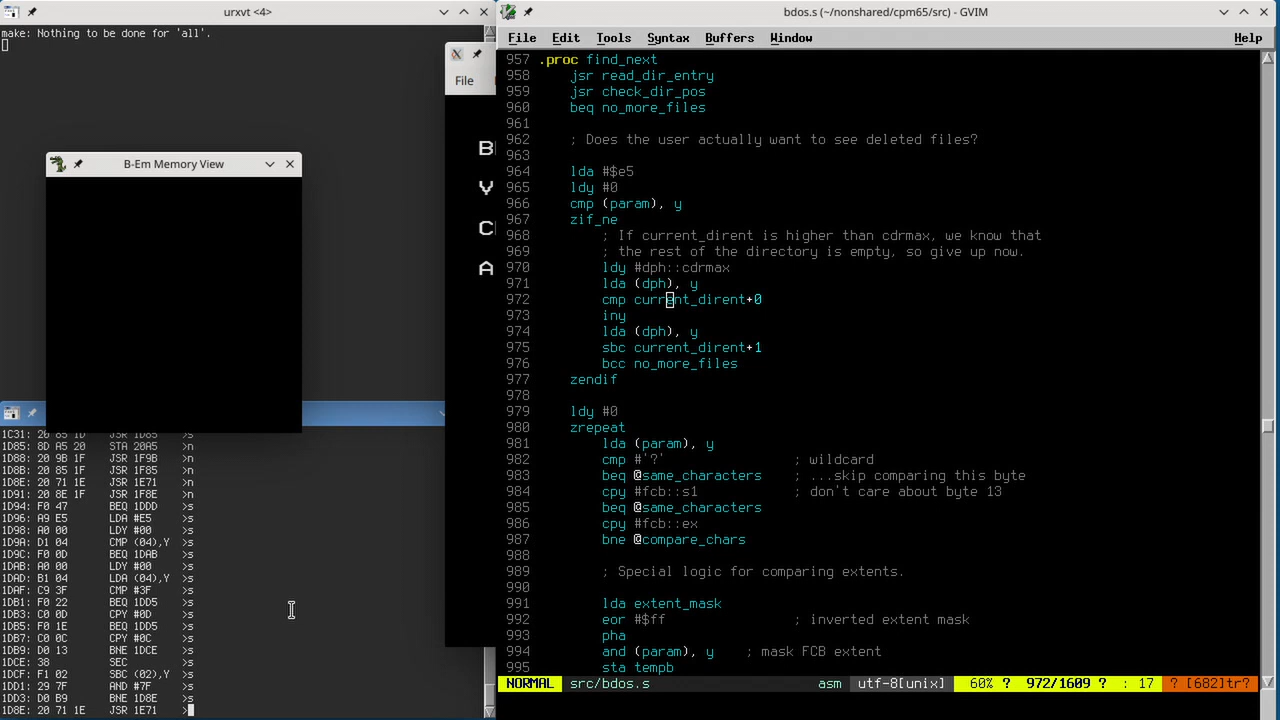 urxvt <4>
make: Nothing to be done for 'all'.
B-Em Memory View
1C31: 20 85 1D    JSR 1D85    >s
1D85: 8D A5 20    STA 20A5    >n
1D88: 20 9B 1F    JSR 1F9B    >n
1D8B: 20 85 1F    JSR 1F85    >n
1D8E: 20 71 1E    JSR 1E71    >n
1D91: 20 8E 1F    JSR 1F8E    >n
1D94: F0 47       BEQ 1DDD    >s
1D96: A9 E5       LDA #E5     >s
1D98: A0 00       LDY #00     >s
1D9A: D1 04       CMP (04),Y  >s
1D9C: F0 0D       BEQ 1DAB    >s
1DAB: A0 00       LDY #00     >s
1DAD: B1 04       LDA (04),Y  >s
1DAF: C9 3F       CMP #3F     >s
1DB1: F0 22       BEQ 1DD5    >s
1DB3: C0 0D       CPY #0D     >s
1DB5: F0 1E       BEQ 1DD5    >s
1DB7: C0 0C       CPY #0C     >s
1DB9: D0 13       BNE 1DCE    >s
1DCE: 38          SEC         >s
1DCF: F1 02       SBC (02),Y  >s
1DD1: 29 7F       AND #7F     >s
1DD3: D0 B9       BNE 1D8E    >s
1D8E: 20 71 1E    JSR 1E71    >
File
B
Y
C
A
bdos.s (~/nonshared/cpm65/src) - GVIM
File Edit Tools Syntax Buffers Window Help
957 .proc find_next
958     jsr read_dir_entry
959     jsr check_dir_pos
960     beq no_more_files
961
962     ; Does the user actually want to see deleted files?
963
964     lda #$e5
965     ldy #0
966     cmp (param), y
967     zif_ne
968         ; If current_dirent is higher than cdrmax, we know that
969         ; the rest of the directory is empty, so give up now.
970         ldy #dph::cdrmax
971         lda (dph), y
972         cmp current_dirent+0
973         iny
974         lda (dph), y
975         sbc current_dirent+1
976         bcc no_more_files
977     zendif
978
979     ldy #0
980     zrepeat
981         lda (param), y
982         cmp #'?'                ; wildcard
983         beq @same_characters    ; ...skip comparing this byte
984         cpy #fcb::s1            ; don't care about byte 13
985         beq @same_characters
986         cpy #fcb::ex
987         bne @compare_chars
988
989         ; Special logic for comparing extents.
990
991         lda extent_mask
992         eor #$ff                ; inverted extent mask
993         pha
994         and (param), y    ; mask FCB extent
995         sta tempb
NORMAL src/bdos.s asm utf-8[unix] 60% ? 972/1609 ? : 17 ? [682]tr?